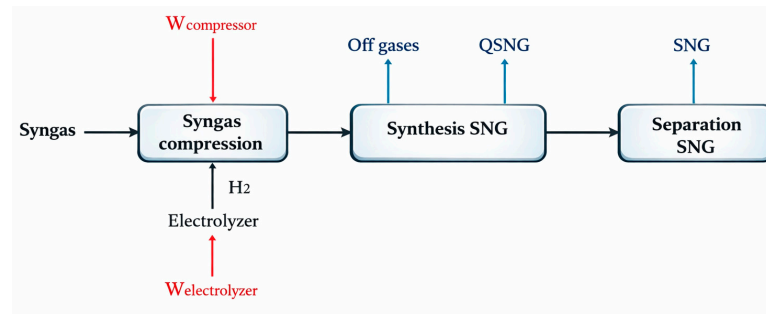 Wcompressor
Off gases
QSNG
SNG
Syngas
Syngas
compression
Synthesis SNG
Separation
SNG
H2
Electrolyzer
Welectrolyzer